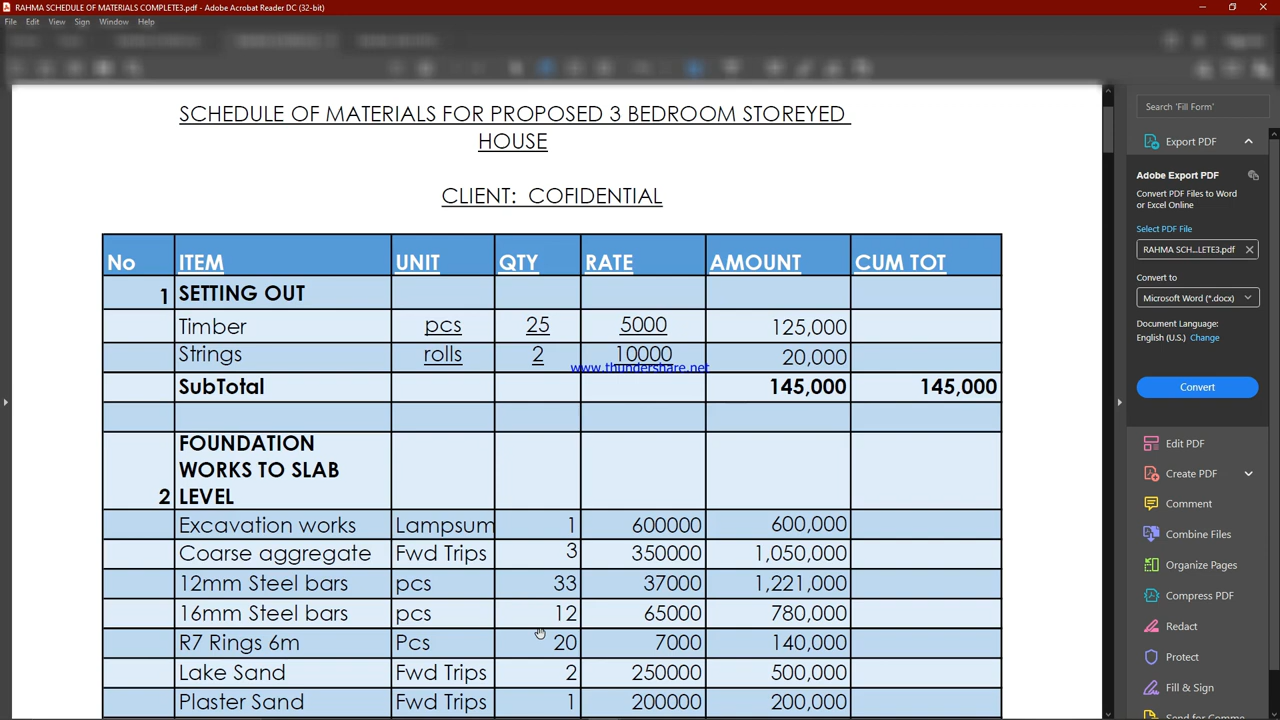 RAHMA SCHEDULE OF MATERIALS COMPLETE3.pdf - Adobe Acrobat Reader DC (32-bit)
File Edit View Sign Window Help
SCHEDULE OF MATERIALS FOR PROPOSED 3 BEDROOM STOREYED
HOUSE
CLIENT: COFIDENTIAL
No ITEM UNIT QTY RATE AMOUNT CUM TOT
1 SETTING OUT
Timber pcs 25 5000 125,000
Strings rolls 2 10000 20,000
www.thundershare.net
SubTotal 145,000 145,000
FOUNDATION
WORKS TO SLAB
2 LEVEL
Excavation works Lampsum 1 600000 600,000
Coarse aggregate Fwd Trips 3 350000 1,050,000
12mm Steel bars pcs 33 37000 1,221,000
16mm Steel bars pcs 12 65000 780,000
R7 Rings 6m Pcs 20 7000 140,000
Lake Sand Fwd Trips 2 250000 500,000
Plaster Sand Fwd Trips 1 200000 200,000
Search 'Fill Form'
Export PDF
Adobe Export PDF
Convert PDF Files to Word
or Excel Online
Select PDF File
RAHMA SCH...LETE3.pdf
Convert to
Microsoft Word (*.docx)
Document Language:
English (U.S.) Change
Convert
Edit PDF
Create PDF
Comment
Combine Files
Organize Pages
Compress PDF
Redact
Protect
Fill & Sign
Send for Comme